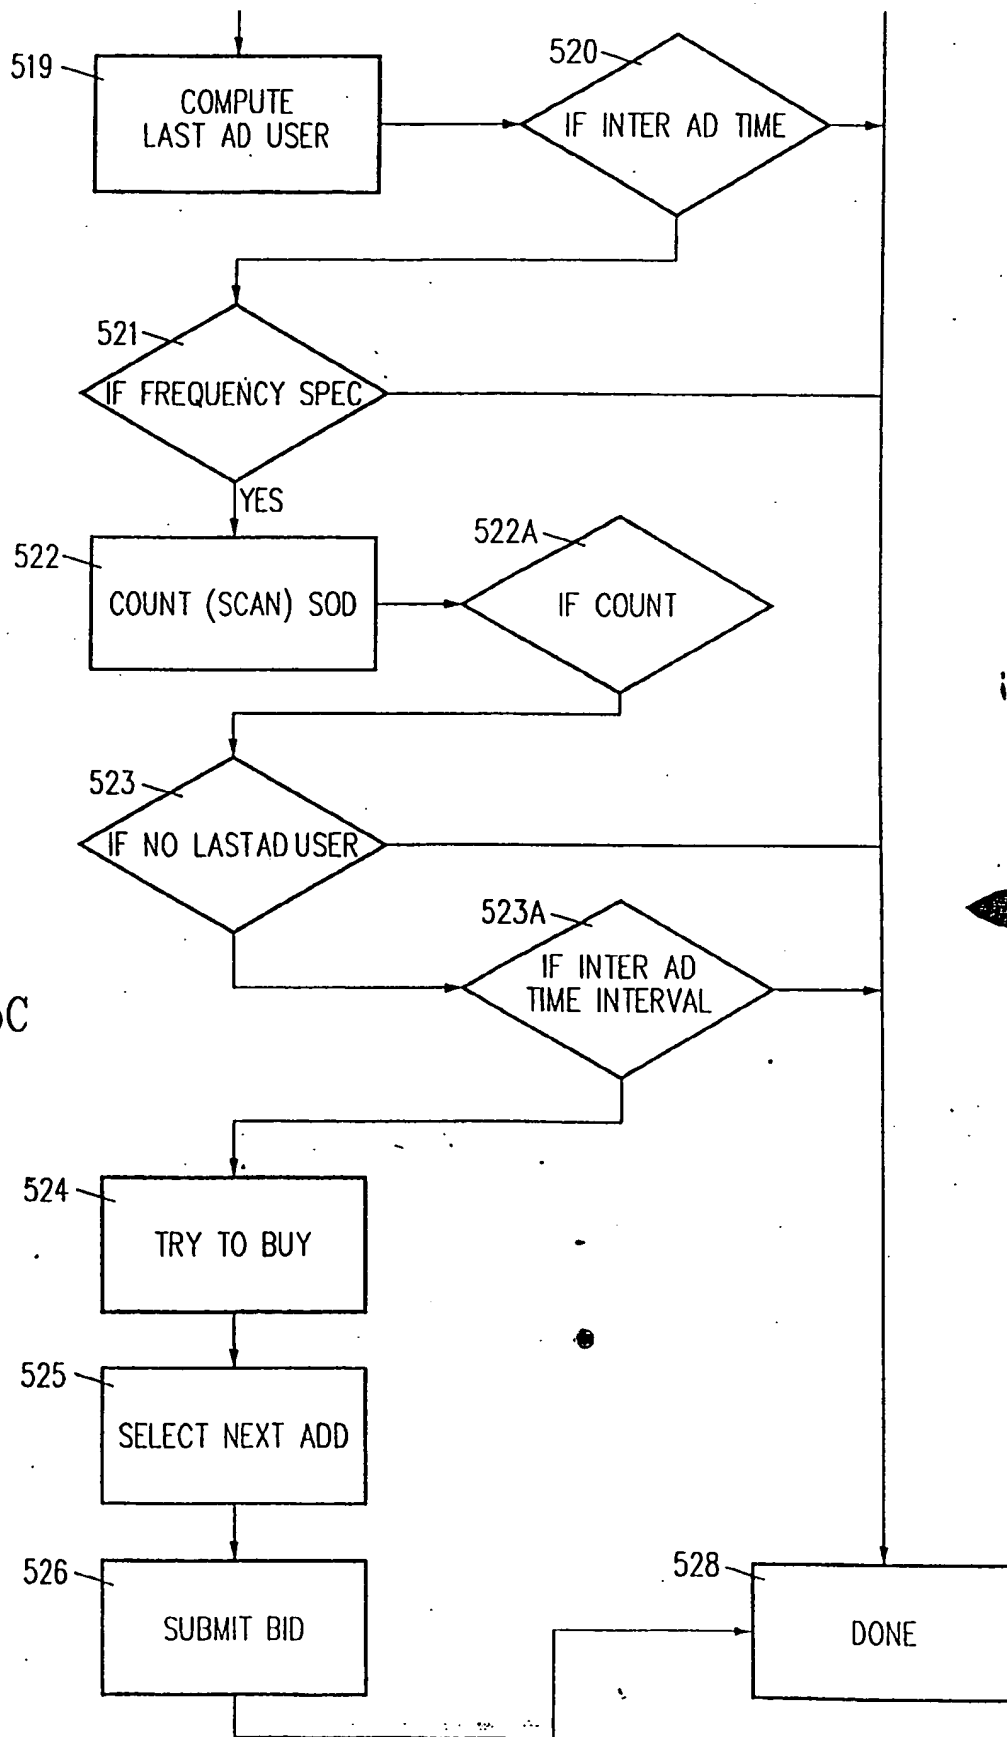 519
COMPUTE
LAST AD USER
520
IF INTER AD TIME
521
IF FREQUENCY SPEC
YES
522
COUNT (SCAN) SOD
522A
IF COUNT
523
IF NO LAST AD USER
523A
IF INTER AD
TIME INTERVAL
524
TRY TO BUY
525
SELECT NEXT ADD
526
SUBMIT BID
528
DONE